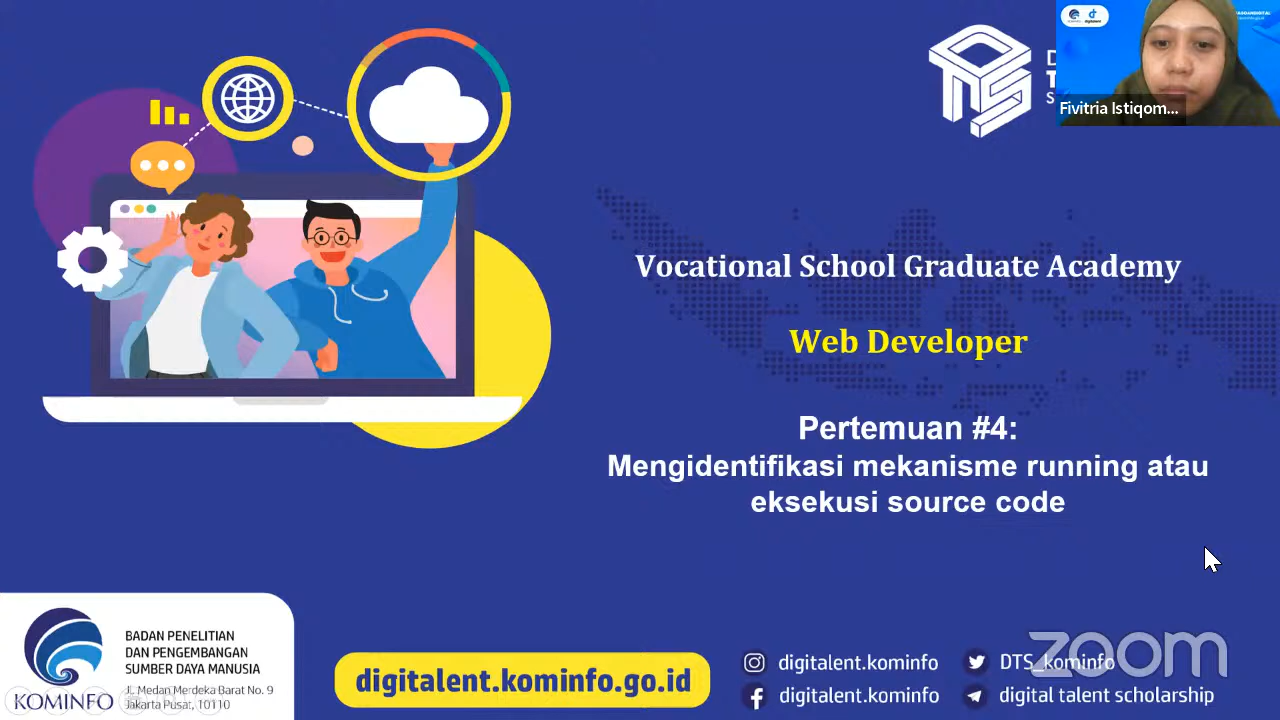 Fivitria Istiqom...
Vocational School Graduate Academy
Web Developer
Pertemuan #4:
Mengidentifikasi mekanisme running atau
eksekusi source code
KOMINFO
BADAN PENELITIAN
DAN PENGEMBANGAN
SUMBER DAYA MANUSIA
Jl. Medan Merdeka Barat No. 9
Jakarta Pusat, 10110
digitalent.kominfo.go.id
digitalent.kominfo
DTS_kominfo
digitalent.kominfo
digital talent scholarship
zoom